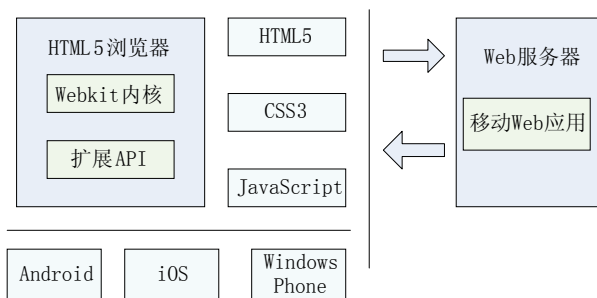 HTML5浏览器
Webkit内核
扩展API
HTML5
CSS3
JavaScript
Web服务器
移动Web应用
Android
iOS
Windows
Phone